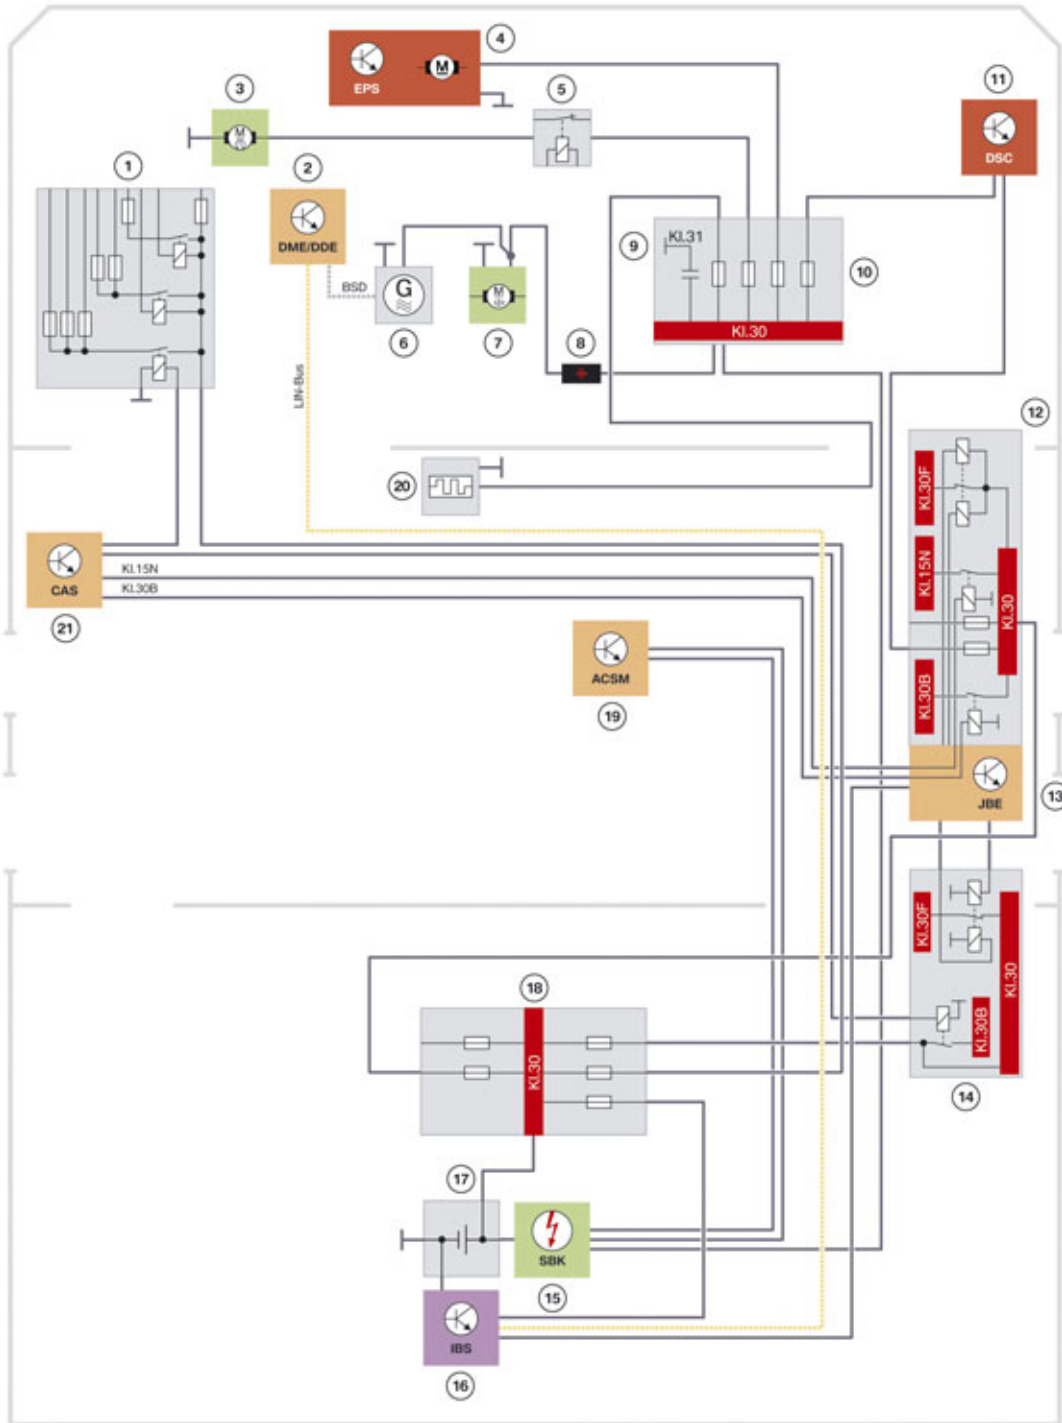 4
EPS
M
3
M
5
11
DSC
1
2
DME/DDE
BSD
G
6
M
7
8
9
Kl.31
10
Kl.30
LIN-Bus
12
Kl.30F
Kl.15N
Kl.30
Kl.30B
20
CAS
Kl.15N
Kl.30B
21
ACSM
19
JBE
13
Kl.30F
Kl.30
Kl.30B
14
18
Kl.30
17
SBK
15
IBS
16